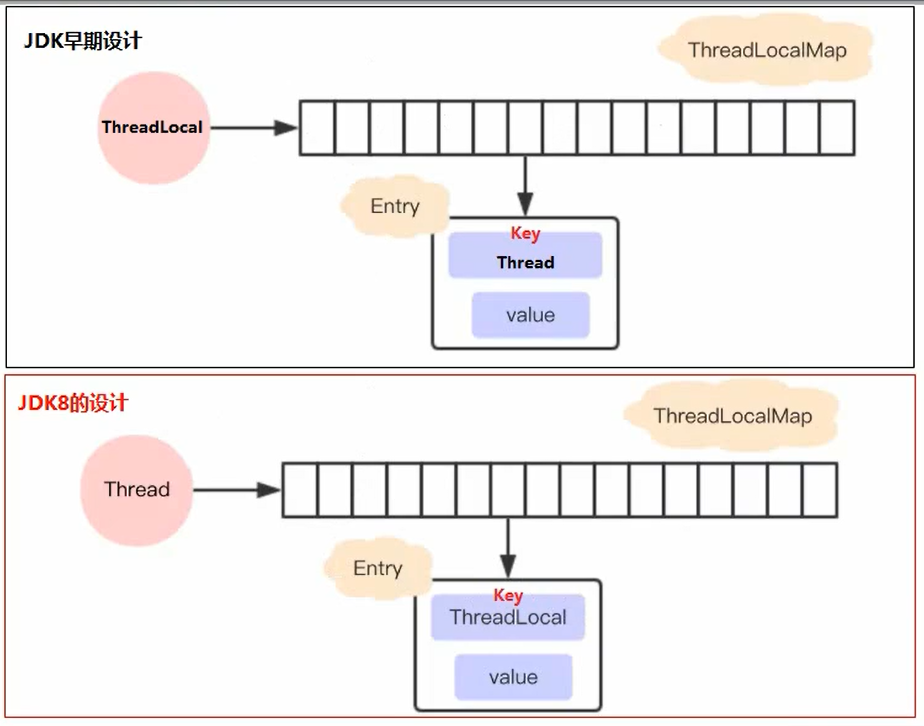 JDK早期设计
ThreadLocalMap
ThreadLocal
Entry
Key
Thread
value
JDK8的设计
ThreadLocalMap
Thread
Entry
Key
ThreadLocal
value